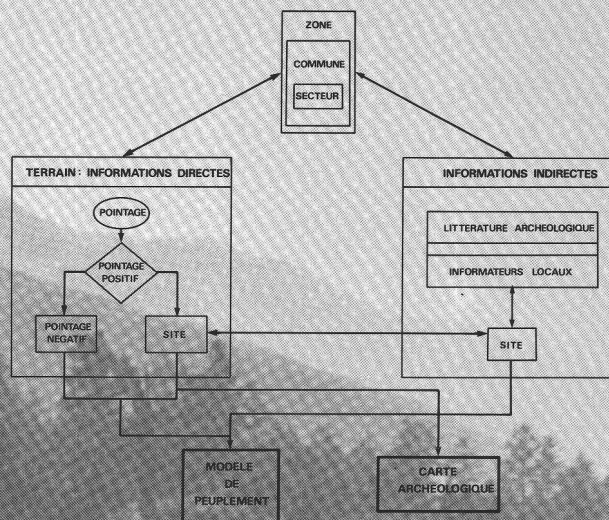 ZONE
COMMUNE
SECTEUR
TERRAIN: INFORMATIONS DIRECTES
POINTAGE
POINTAGE
POSITIF
POINTAGE
NEGATIF
SITE
INFORMATIONS INDIRECTES
LITTERATURE ARCHEOLOGIQUE
INFORMATEURS LOCAUX
SITE
MODELE
DE
PEUPLEMENT
CARTE
ARCHEOLOGIQUE